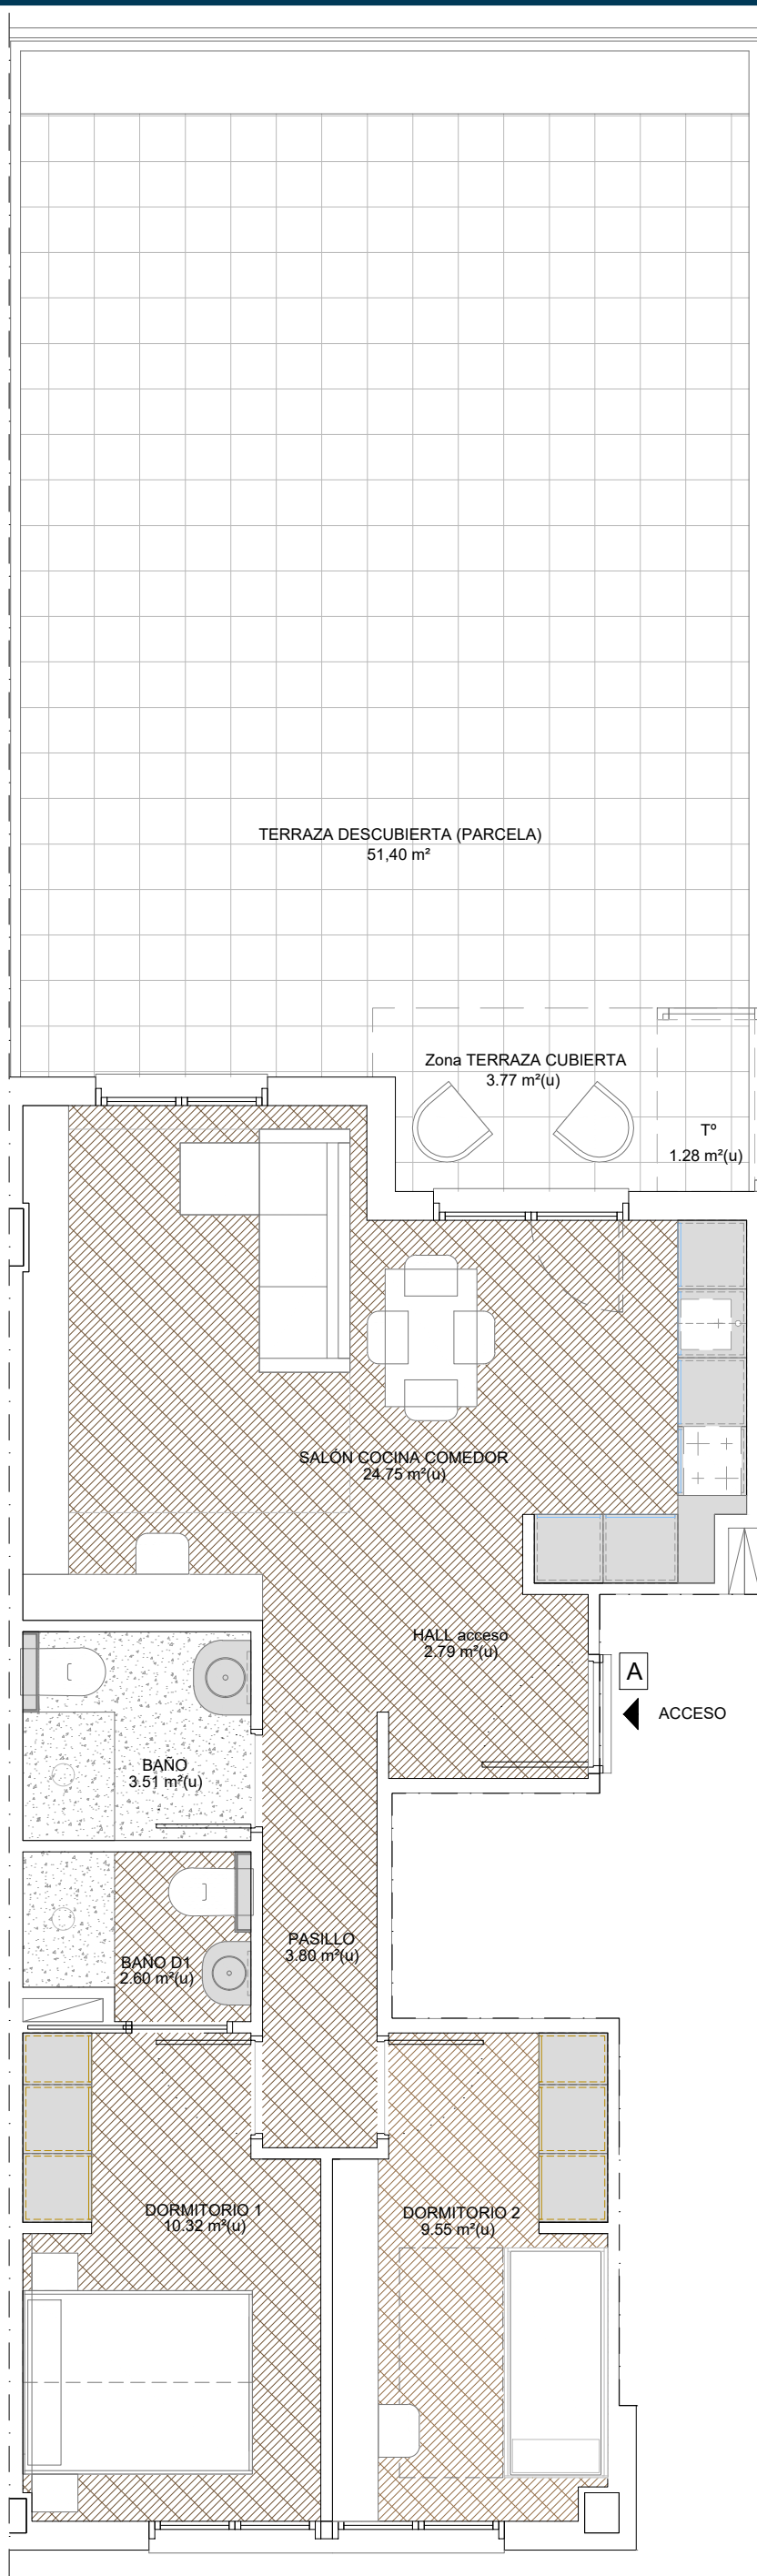 TERRAZA DESCUBIERTA (PARCELA)
51,40 m²
Zona TERRAZA CUBIERTA
3.77 m²(u)
Tº
1.28 m²(u)
SALÓN COCINA COMEDOR
24.75 m²(u)
HALL acceso
2.79 m²(u)
A
ACCESO
BAÑO
3.51 m²(u)
PASILLO
3.80 m²(u)
BAÑO D1
2.60 m²(u)
DORMITORIO 1
10.32 m²(u)
DORMITORIO 2
9.55 m²(u)